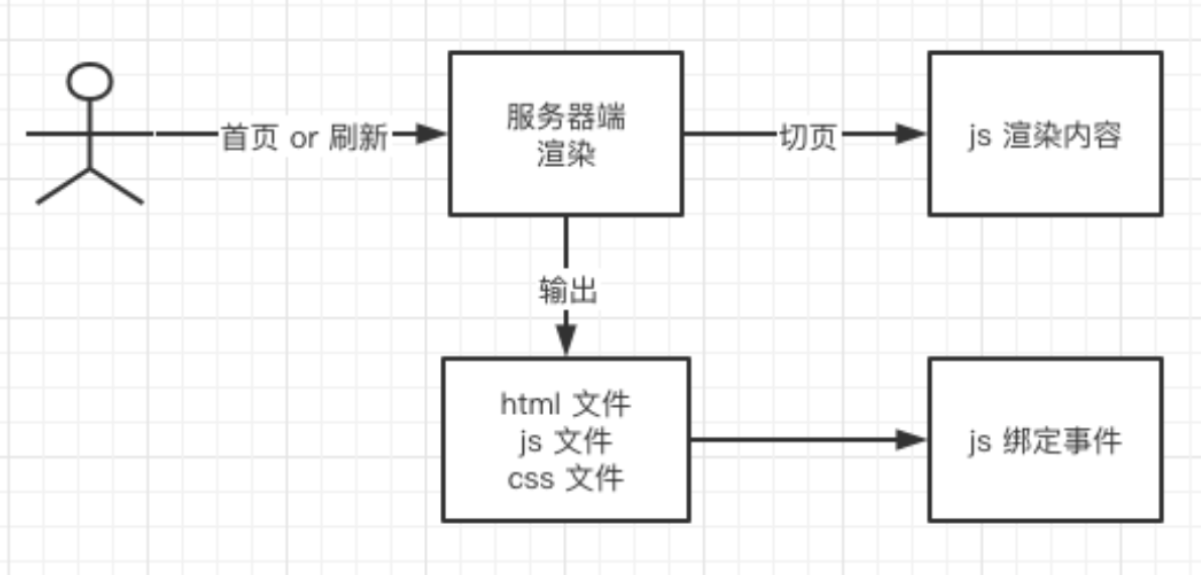 首页 or 刷新
服务器端
渲染
切页
js 渲染内容
输出
html 文件
js 文件
css 文件
js 绑定事件